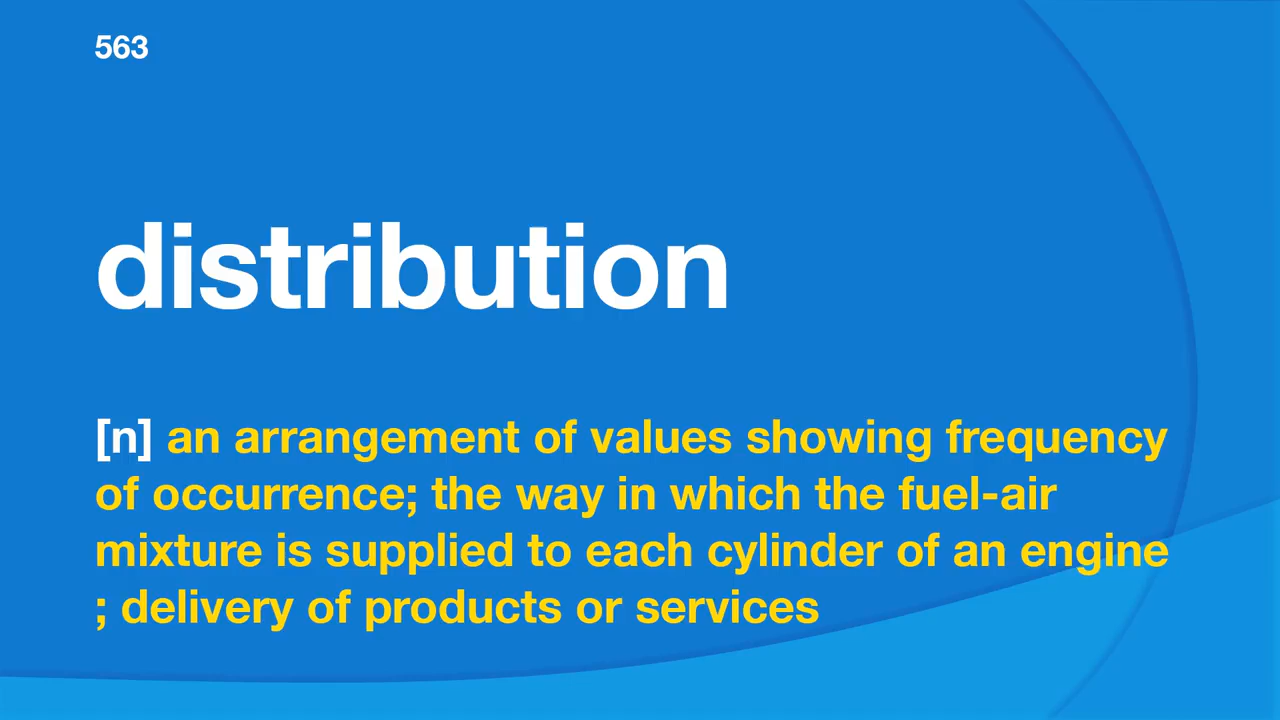 563
distribution
[n] an arrangement of values showing frequency
of occurrence; the way in which the fuel-air
mixture is supplied to each cylinder of an engine
; delivery of products or services